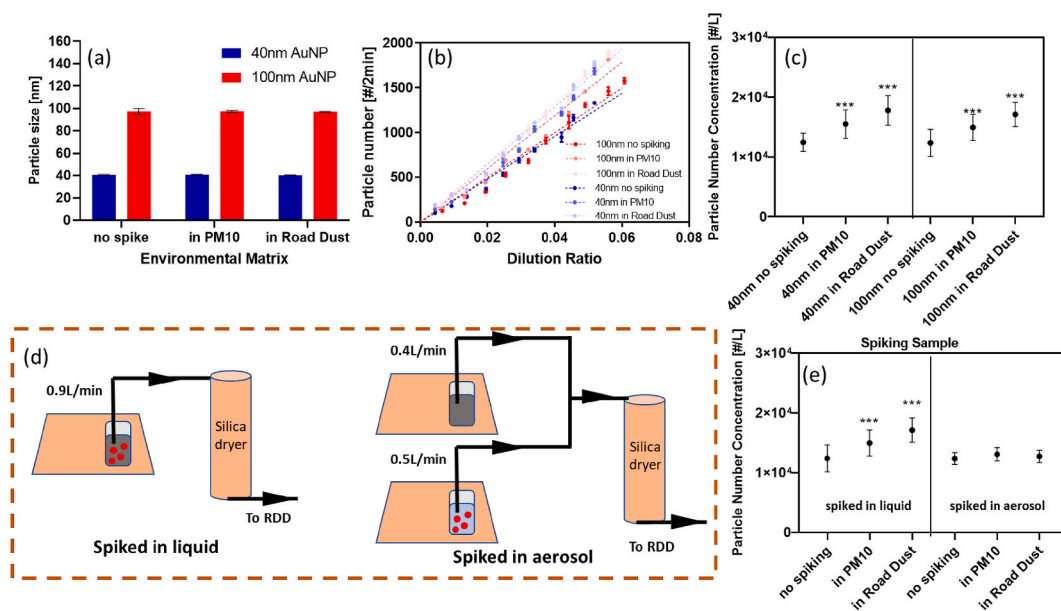 (a)
40nm AuNP
100nm AuNP
Particle size [nm]
160
140
120
100
80
60
40
20
0
no spike
in PM10
in Road Dust
Environmental Matrix
(b)
Particle number [#/2min]
2000
1500
1000
500
0
0.00
0.02
0.04
0.06
0.08
Dilution Ratio
100nm no spiking
100nm in PM10
100nm in Road Dust
40nm no spiking
40nm in PM10
40nm in Road Dust
(c)
Particle Number Concentration [#/L]
3×10⁴
2×10⁴
1×10⁴
0
***
***
***
***
40nm no spiking
40nm in PM10
40nm in Road Dust
100nm no spiking
100nm in PM10
100nm in Road Dust
Spiking Sample
(d)
0.9L/min
Silica
dryer
To RDD
Spiked in liquid
0.4L/min
0.5L/min
Silica
dryer
To RDD
Spiked in aerosol
(e)
Particle Number Concentration [#/L]
3×10⁴
2×10⁴
1×10⁴
0
***
***
spiked in liquid
spiked in aerosol
no spiking
in PM10
in Road Dust
no spiking
in PM10
in Road Dust